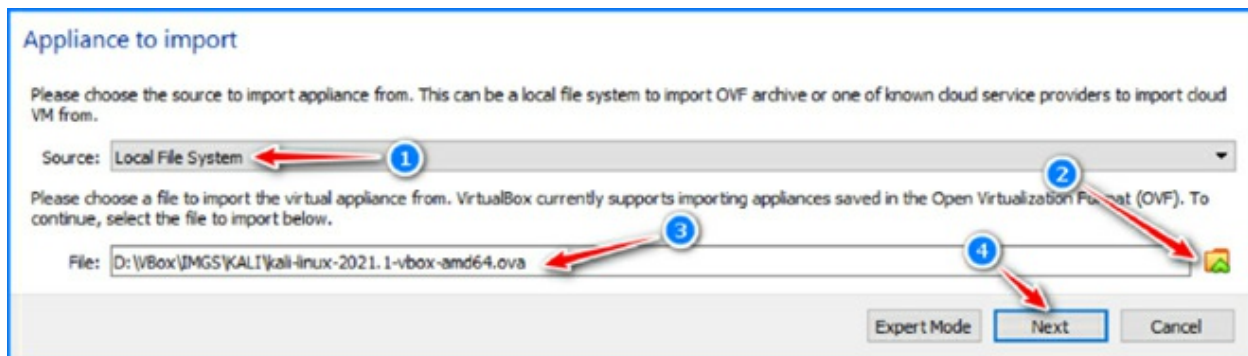 Appliance to import
Please choose the source to import appliance from. This can be a local file system to import OVF archive or one of known cloud service providers to import cloud
VM from.
Source: Local File System
1
2
Please choose a file to import the virtual appliance from. VirtualBox currently supports importing appliances saved in the Open Virtualization Format (OVF). To
continue, select the file to import below.
3
File: D:\VBox\IMGS\KALI\kali-linux-2021.1-vbox-amd64.ova
4
Expert Mode Next Cancel